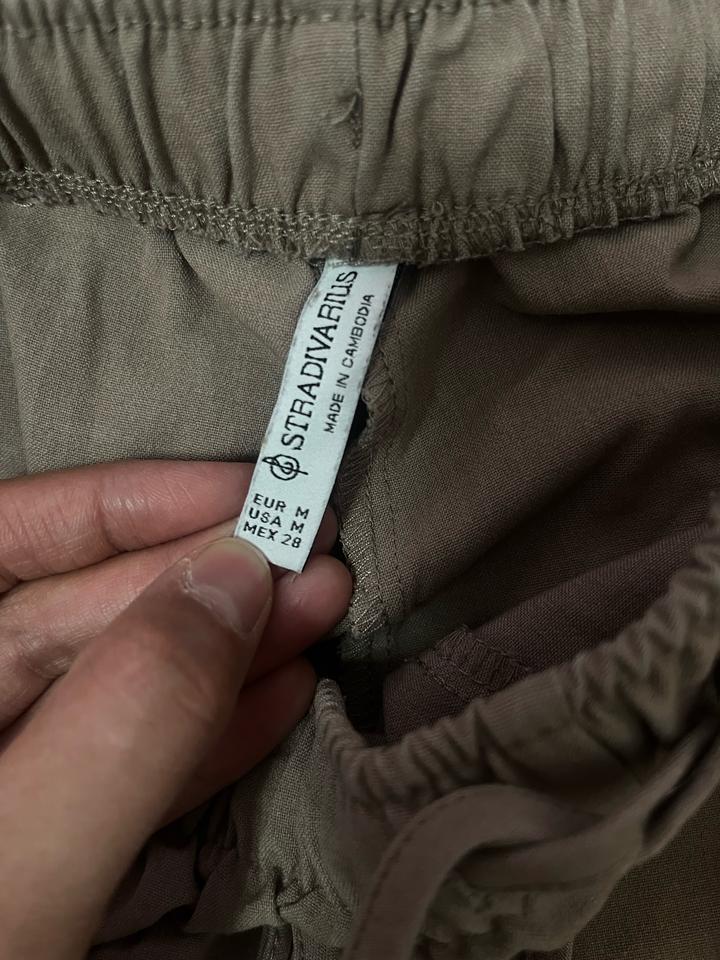 STRADIVARIUS
MADE IN CAMBODIA
EUR M
USA M
MEX 28